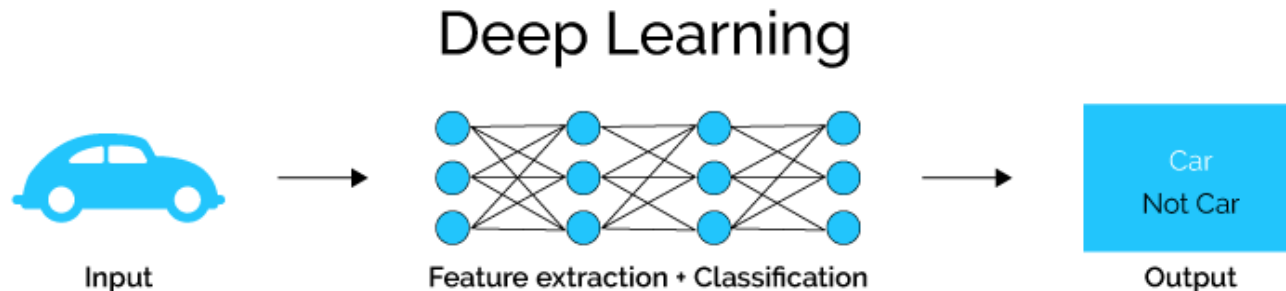 Deep Learning
Car
Not Car
Input
Feature extraction + Classification
Output